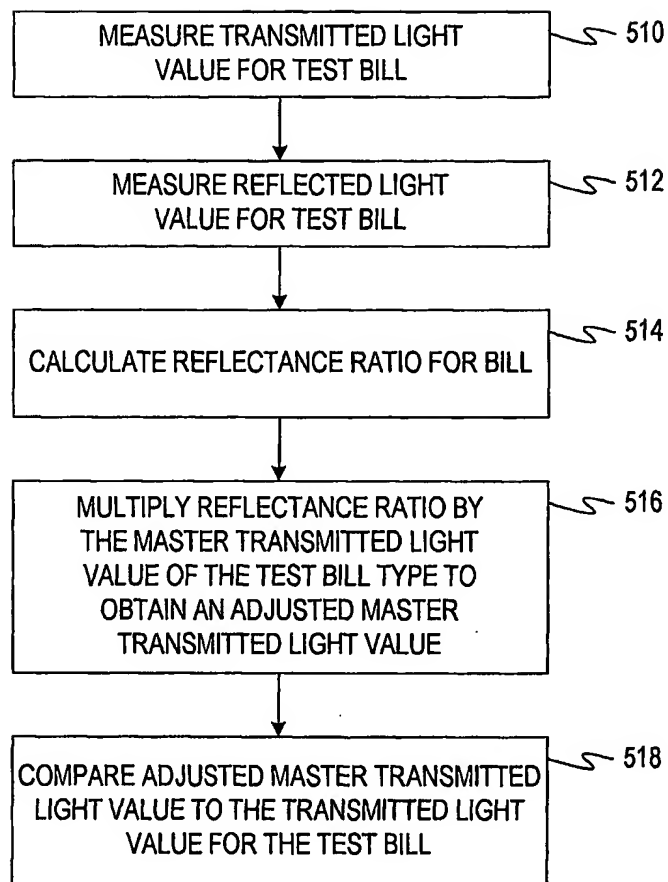 MEASURE TRANSMITTED LIGHT
VALUE FOR TEST BILL
510
MEASURE REFLECTED LIGHT
VALUE FOR TEST BILL
512
CALCULATE REFLECTANCE RATIO FOR BILL
514
MULTIPLY REFLECTANCE RATIO BY
THE MASTER TRANSMITTED LIGHT
VALUE OF THE TEST BILL TYPE TO
OBTAIN AN ADJUSTED MASTER
TRANSMITTED LIGHT VALUE
516
COMPARE ADJUSTED MASTER TRANSMITTED
LIGHT VALUE TO THE TRANSMITTED LIGHT
VALUE FOR THE TEST BILL
518